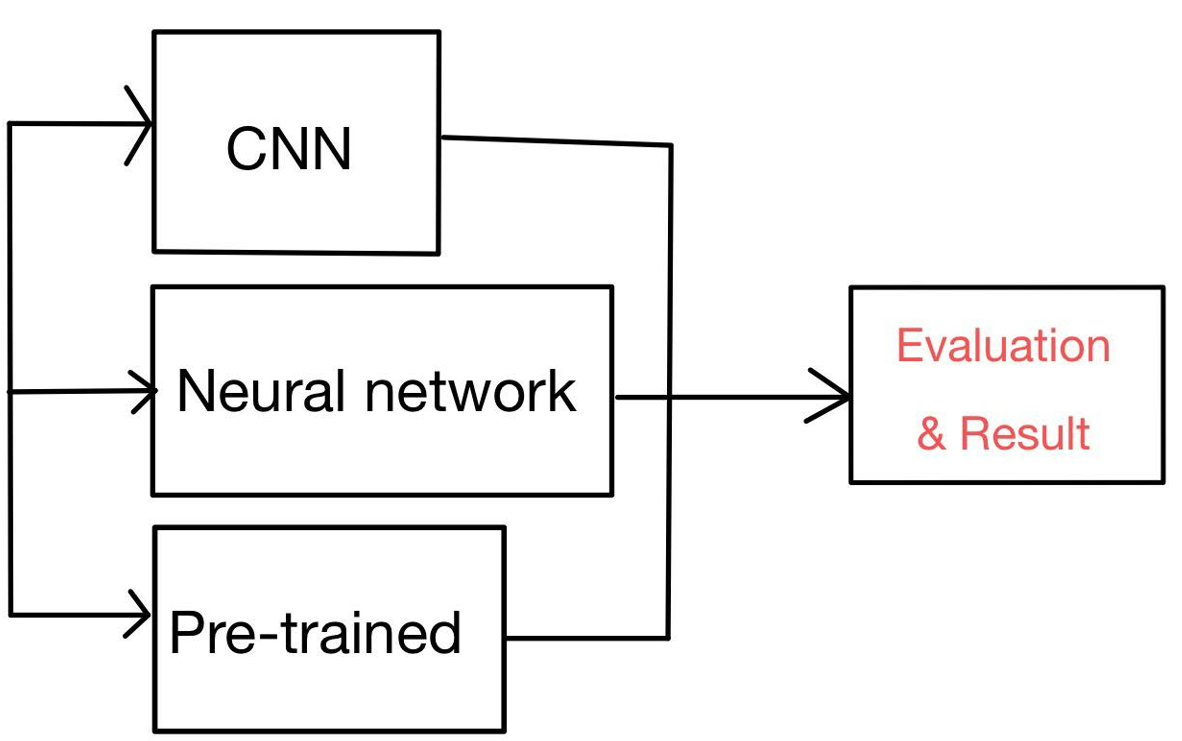 CNN
Neural network
Pre-trained
Evaluation
& Result